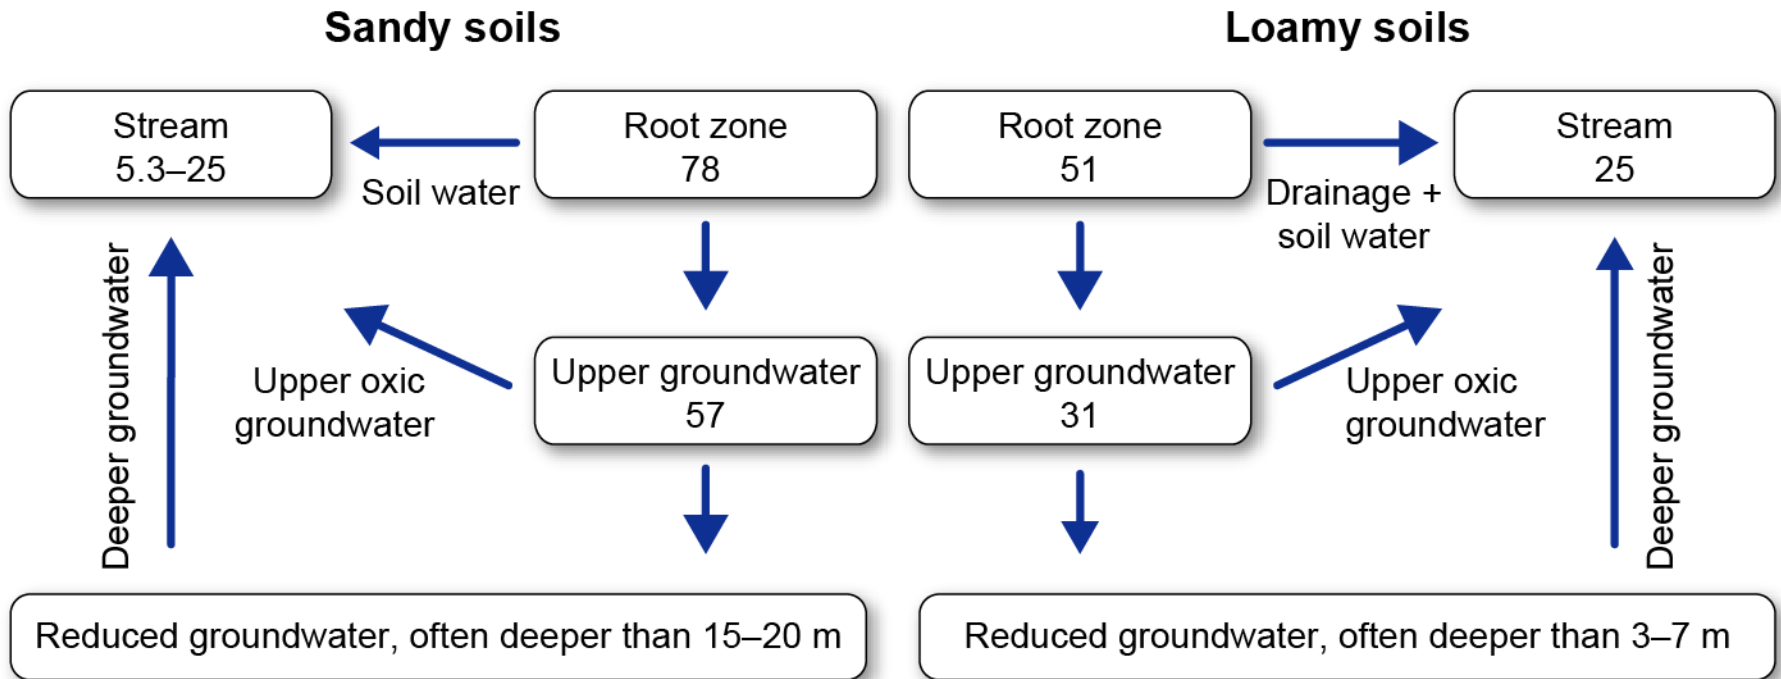 Sandy soils
Stream
5.3–25
Soil water
Root zone
78
Deeper groundwater
Upper oxic
groundwater
Upper groundwater
57
Reduced groundwater, often deeper than 15–20 m
Loamy soils
Root zone
51
Drainage +
soil water
Stream
25
Upper groundwater
31
Upper oxic
groundwater
Deeper groundwater
Reduced groundwater, often deeper than 3–7 m